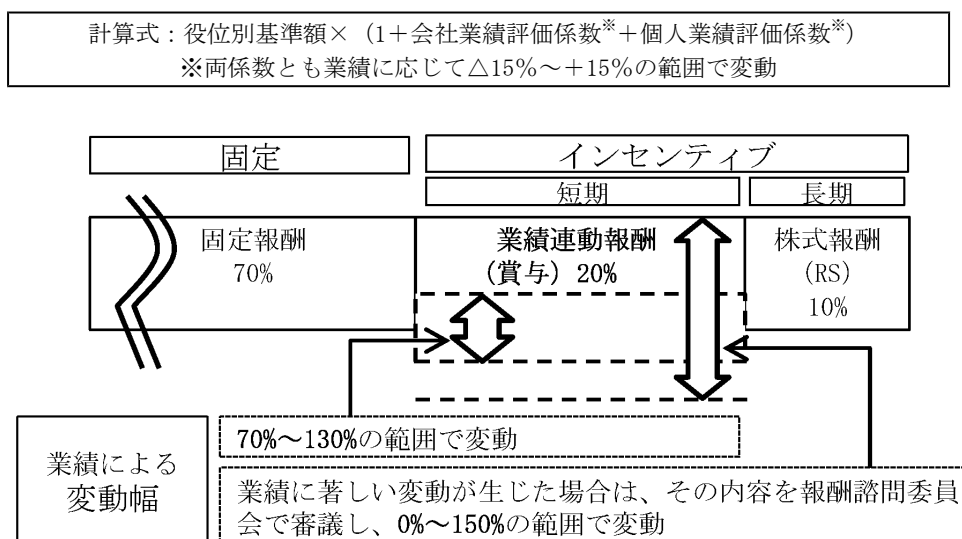 計算式：役位別基準額×（1＋会社業績評価係数※＋個人業績評価係数※）
※両係数とも業績に応じて△15％～＋15％の範囲で変動
固定
インセンティブ
短期
長期
固定報酬
70%
業績連動報酬
（賞与）20%
株式報酬
（RS）
10%
業績による
変動幅
70%～130%の範囲で変動
業績に著しい変動が生じた場合は、その内容を報酬諮問委員
会で審議し、0%～150%の範囲で変動